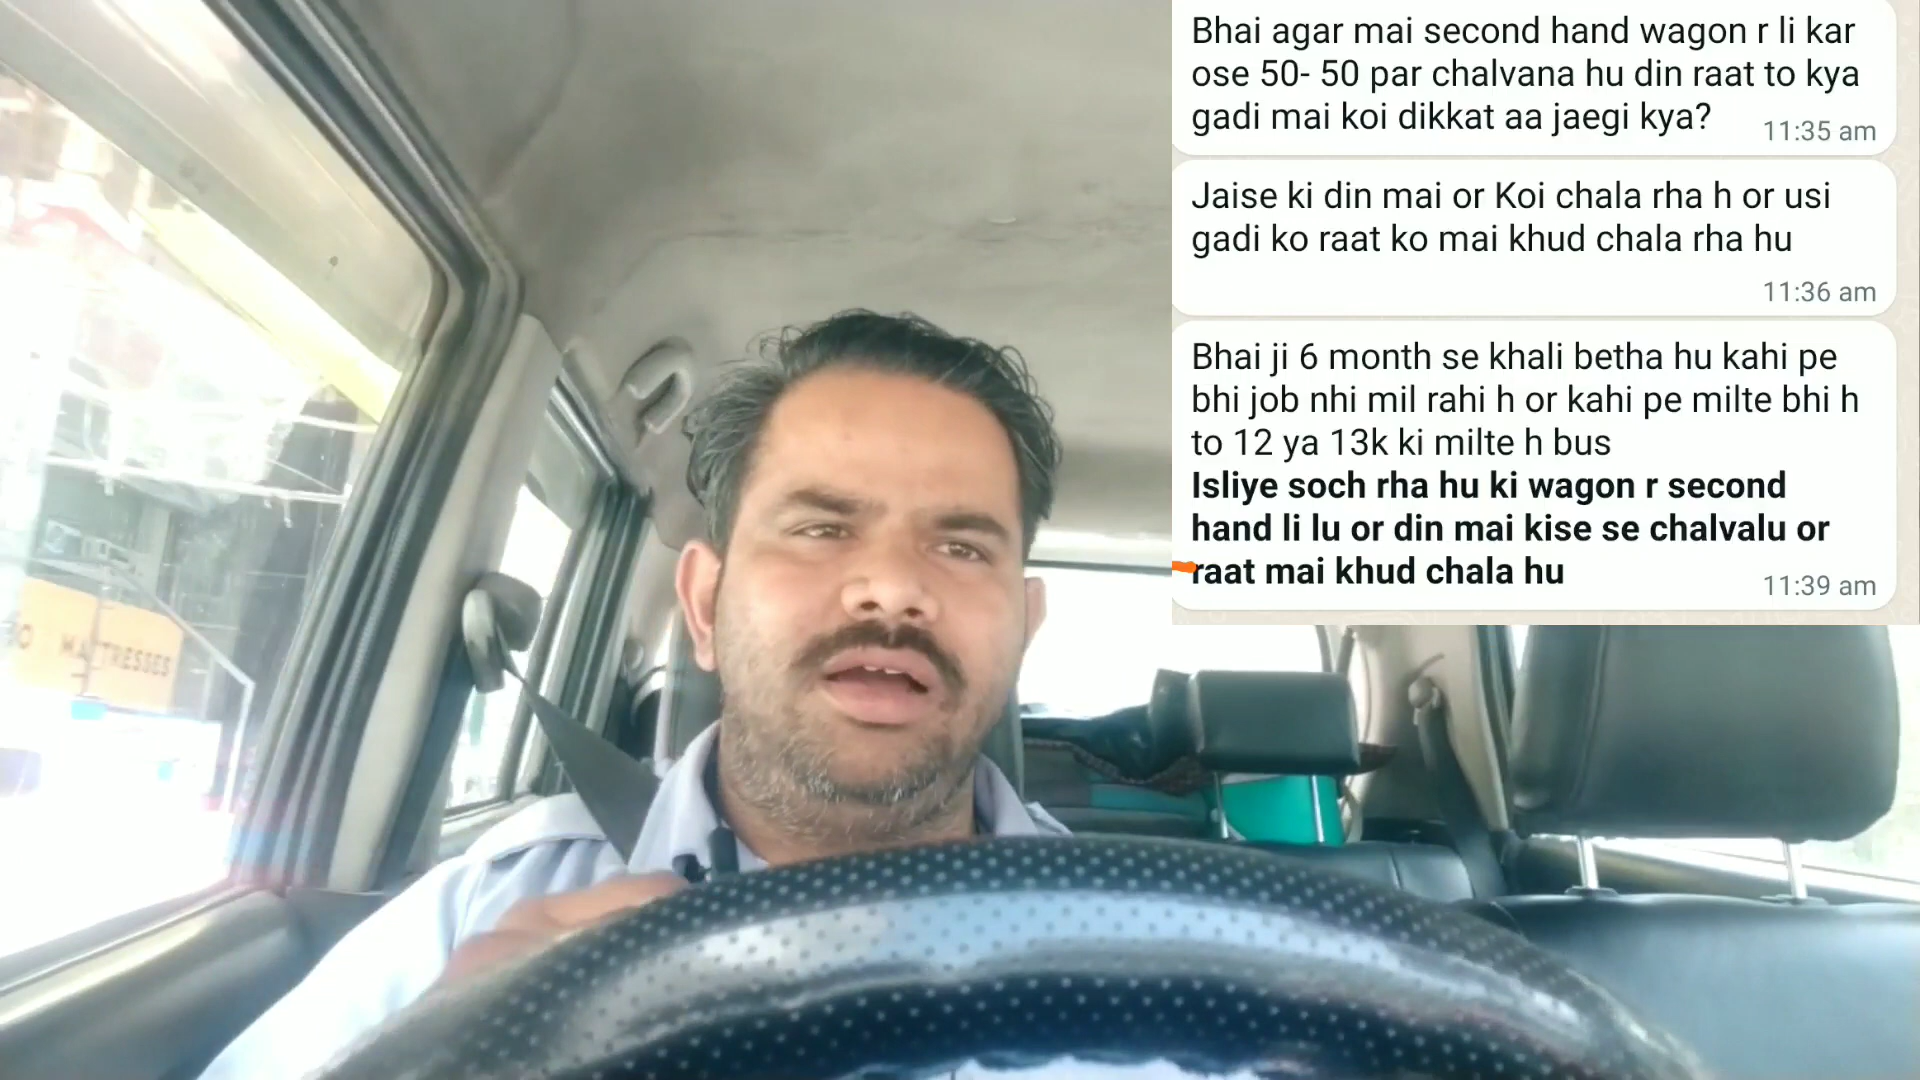 Bhai agar mai second hand wagon r li kar
ose 50- 50 par chalvana hu din raat to kya
gadi mai koi dikkat aa jaegi kya?
11:35 am
Jaise ki din mai or Koi chala rha h or usi
gadi ko raat ko mai khud chala rha hu
11:36 am
Bhai ji 6 month se khali betha hu kahi pe
bhi job nhi mil rahi h or kahi pe milte bhi h
to 12 ya 13k ki milte h bus
Isliye soch rha hu ki wagon r second
hand li lu or din mai kise se chalvalu or
raat mai khud chala hu
11:39 am
MATTRESSES